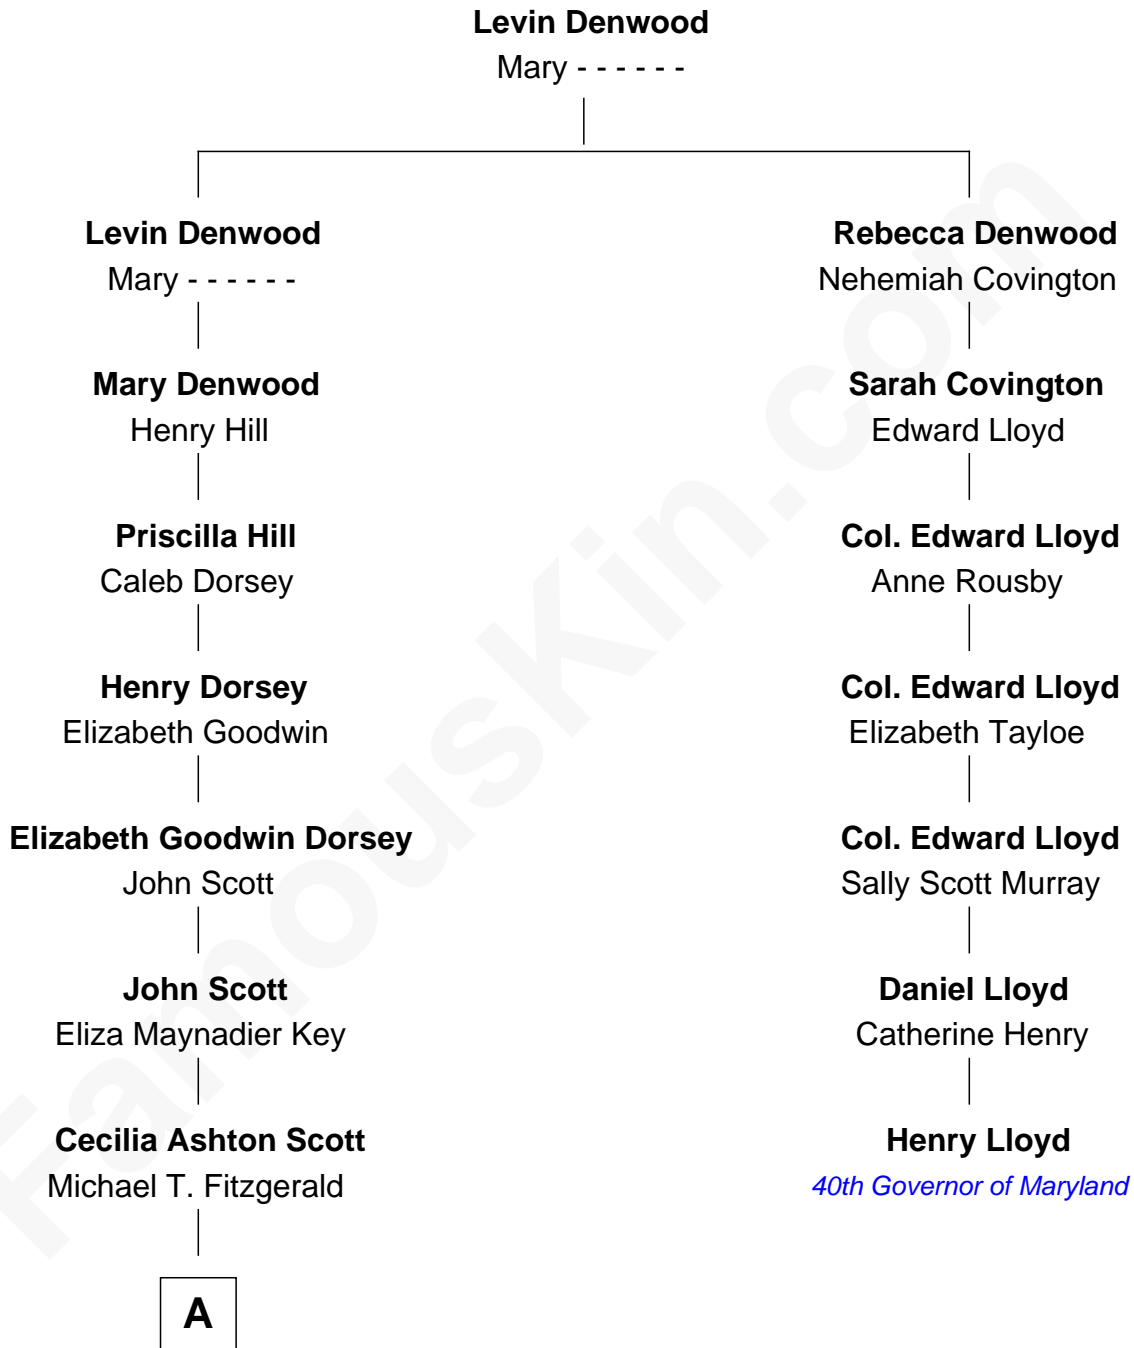 Levin Denwood
Mary - - - - - -
Levin Denwood
Mary - - - - - -
Mary Denwood
Henry Hill
Priscilla Hill
Caleb Dorsey
Henry Dorsey
Elizabeth Goodwin
Elizabeth Goodwin Dorsey
John Scott
John Scott
Eliza Maynadier Key
Cecilia Ashton Scott
Michael T. Fitzgerald
A
Rebecca Denwood
Nehemiah Covington
Sarah Covington
Edward Lloyd
Col. Edward Lloyd
Anne Rousby
Col. Edward Lloyd
Elizabeth Tayloe
Col. Edward Lloyd
Sally Scott Murray
Daniel Lloyd
Catherine Henry
Henry Lloyd
40th Governor of Maryland
FamousKin.com